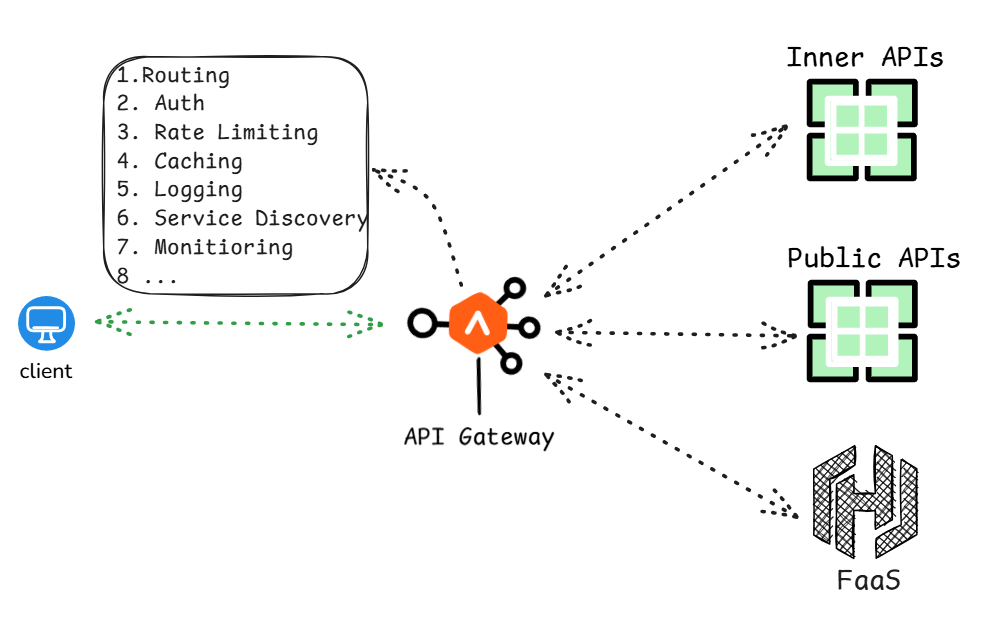 1.Routing
2. Auth
3. Rate Limiting
4. Caching
5. Logging
6. Service Discovery
7. Monitioring
8 ...
client
API Gateway
Inner APIs
Public APIs
FaaS